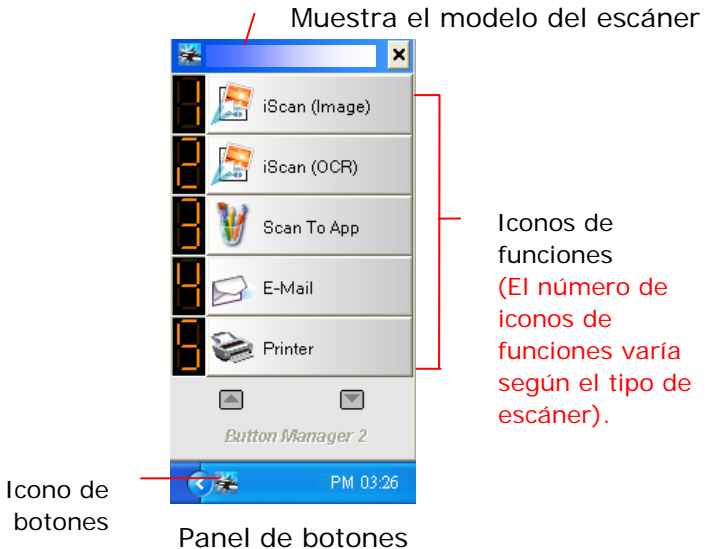 Muestra el modelo del escáner
1 iScan (Image)
2 iScan (OCR)
3 Scan To App
4 E-Mail
5 Printer
Button Manager 2
PM 03:26
Iconos de
funciones
(El número de
iconos de
funciones varía
según el tipo de
escáner).
Icono de
botones
Panel de botones